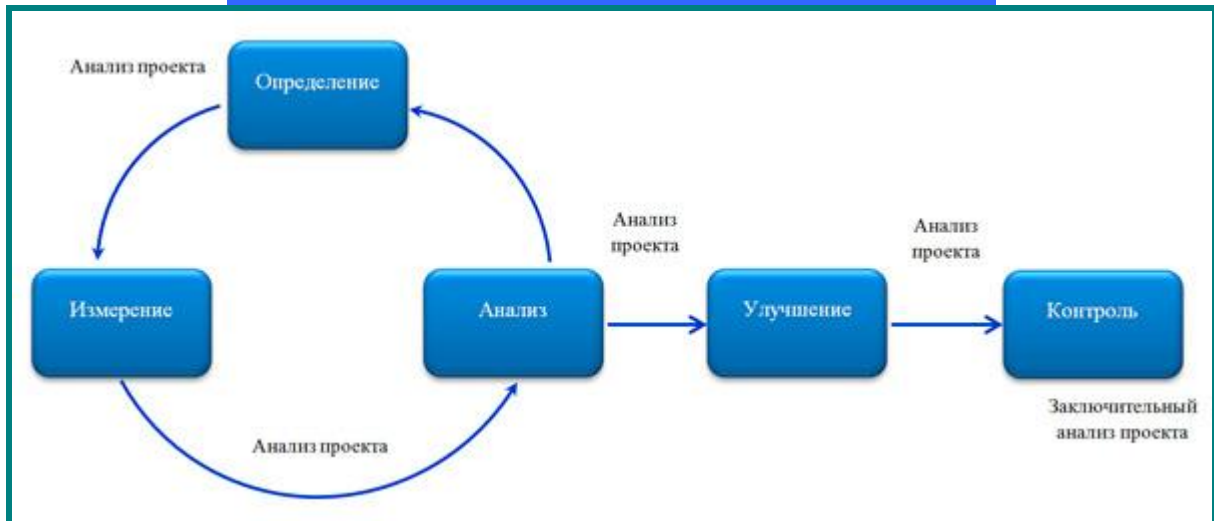 Анализ проекта
Определение
Анализ
проекта
Анализ
проекта
Измерение
Анализ
Улучшение
Контроль
Анализ проекта
Заключительный
анализ проекта